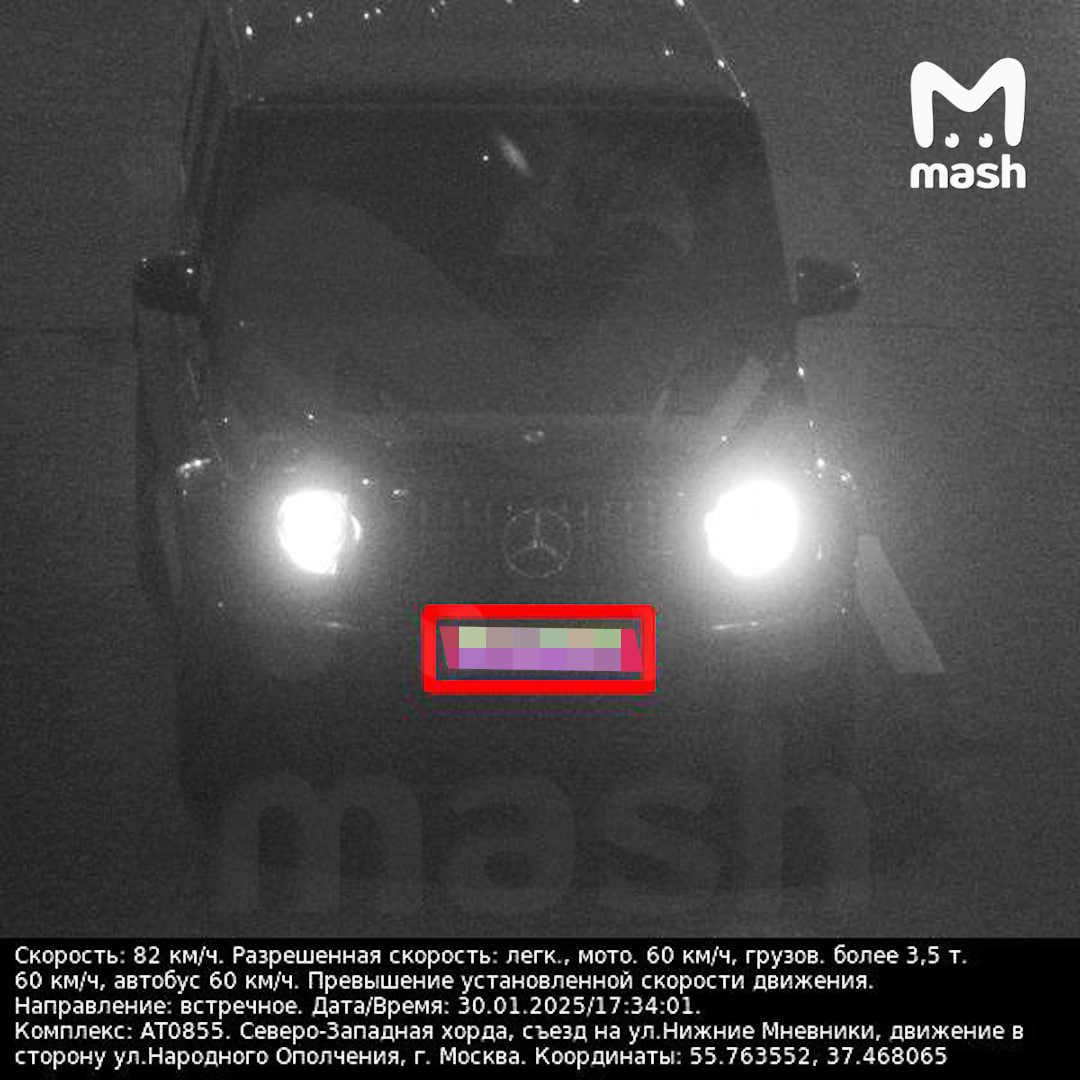 mash
mash
Скорость: 82 км/ч. Разрешенная скорость: легк., мото. 60 км/ч, грузов. более 3,5 т.
60 км/ч, автобус 60 км/ч. Превышение установленной скорости движения.
Направление: встречное. Дата/Время: 30.01.2025/17:34:01.
Комплекс: АТ0855. Северо-Западная хорда, съезд на ул.Нижние Мневники, движение в
сторону ул.Народного Ополчения, г. Москва. Координаты: 55.763552, 37.468065